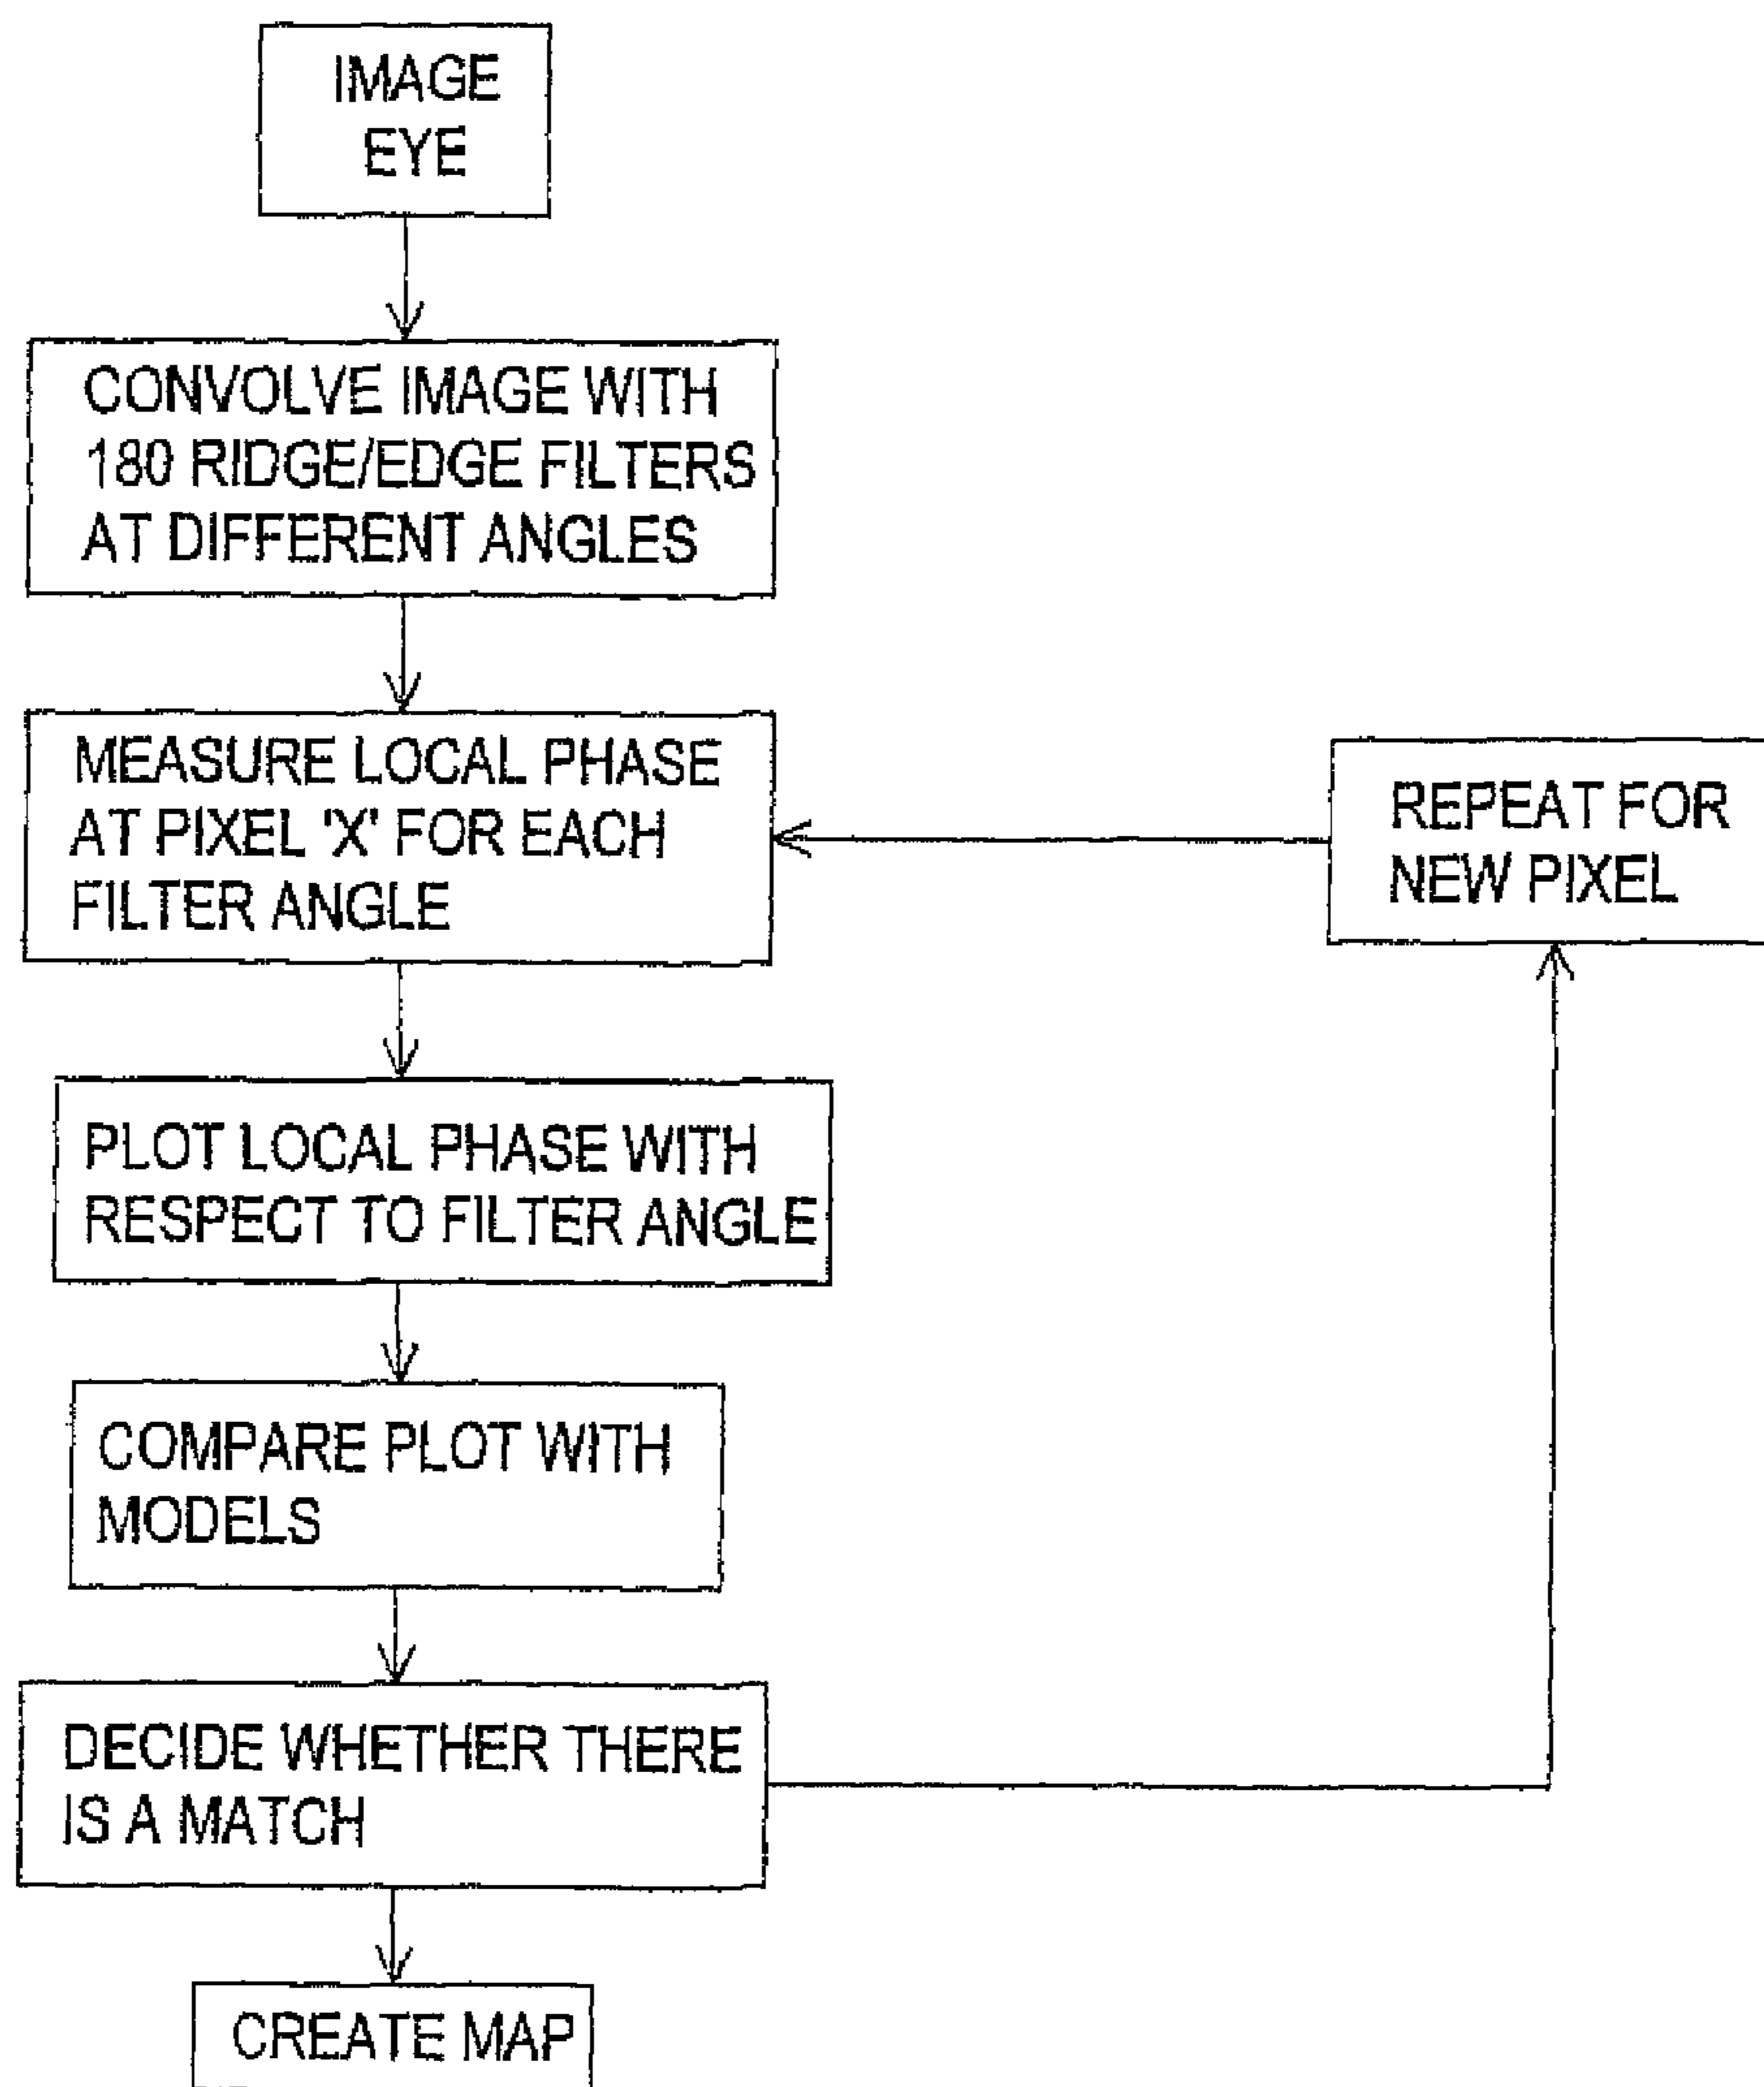 IMAGE
EYE
CONVOLVE IMAGE WITH
180 RIDGE/EDGE FILTERS
AT DIFFERENT ANGLES
MEASURE LOCAL PHASE
AT PIXEL 'X' FOR EACH
FILTER ANGLE
REPEAT FOR
NEW PIXEL
PLOT LOCAL PHASE WITH
RESPECT TO FILTER ANGLE
COMPARE PLOT WITH
MODELS
DECIDE WHETHER THERE
IS A MATCH
CREATE MAP